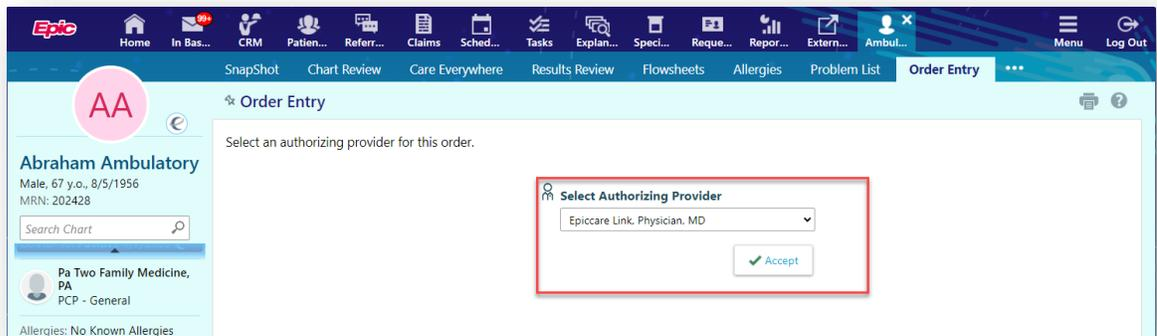 Epic
99+
Home In Bas... CRM Patien... Referr... Claims Sched... Tasks Explan... Speci... Reque... Repor... Extern... Ambul... Menu Log Out
SnapShot Chart Review Care Everywhere Results Review Flowsheets Allergies Problem List Order Entry
AA
Order Entry
Select an authorizing provider for this order.
Abraham Ambulatory
Male, 67 y.o., 8/5/1956
MRN: 202428
Search Chart
Select Authorizing Provider
Epiccare Link, Physician, MD
Accept
Pa Two Family Medicine,
PA
PCP - General
Allergies: No Known Allergies